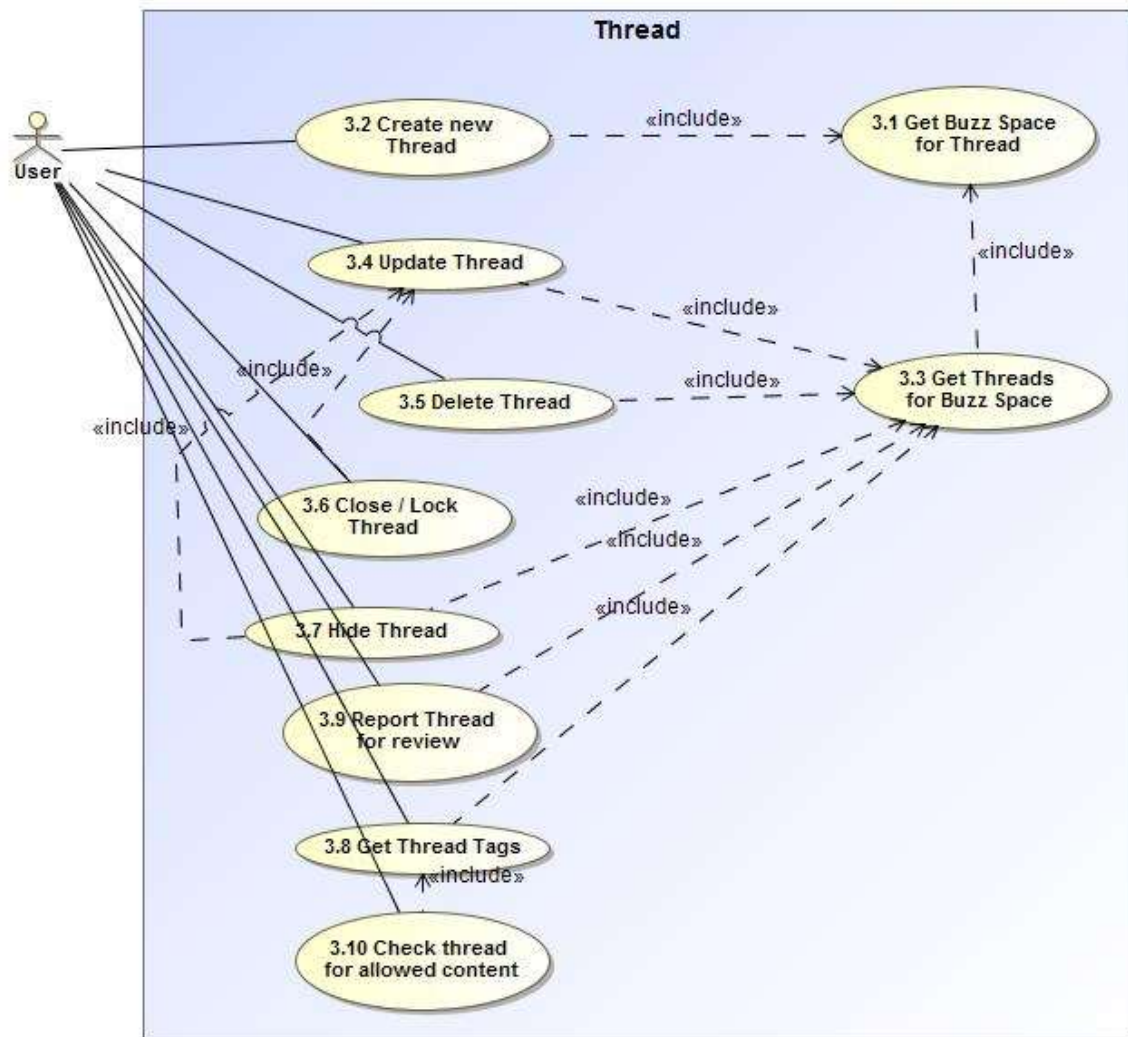 Thread
User
3.2 Create new
Thread
«include»
3.1 Get Buzz Space
for Thread
«include»
3.4 Update Thread
«include»
«include»
3.3 Get Threads
for Buzz Space
3.5 Delete Thread
«include»
«include»
3.6 Close / Lock
Thread
«include»
«include»
«include»
3.7 Hide Thread
3.9 Report Thread
for review
3.8 Get Thread Tags
«include»
3.10 Check thread
for allowed content